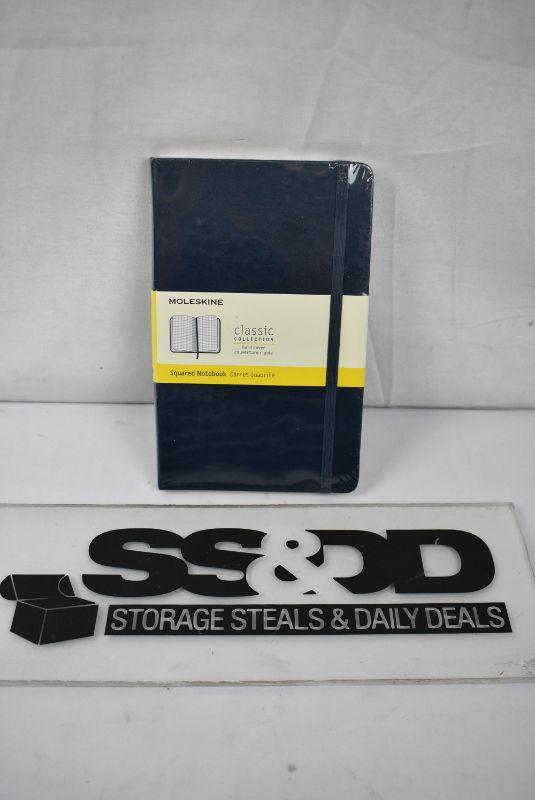 MOLESKINE
classic
COLLECTION
hard cover
couverture rigide
Squared Notebook Carnet quadrillé
SS&DD
STORAGE STEALS & DAILY DEALS